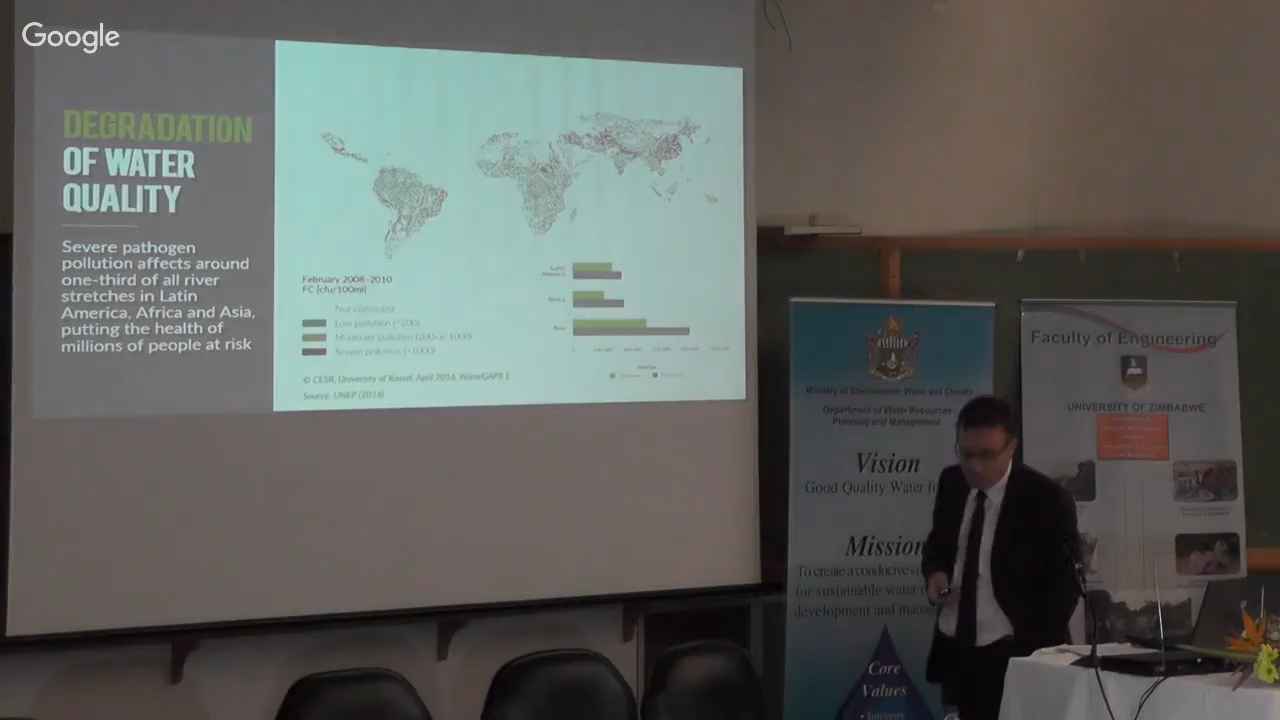 Google
DEGRADATION
OF WATER
QUALITY
Severe pathogen
pollution affects around
one-third of all river
stretches in Latin
America, Africa and Asia,
putting the health of
millions of people at risk
February 2008-2010
FC [cfu/100ml]
Not computed
Low pollution
Moderate pollution
Severe pollution
© CESR, University of Kassel, April 2016, WaterGAP3.1
Source: UNEP (2016)
Latin
America
Africa
Asia
Ministry of Environment, Water and Climate
Department of Water Resources
Planning and Management
Vision
Good Quality Water
Mission
To create a conducive
for sustainable water
development and
Core
Values
Faculty of Engineering
UNIVERSITY OF ZIMBABWE